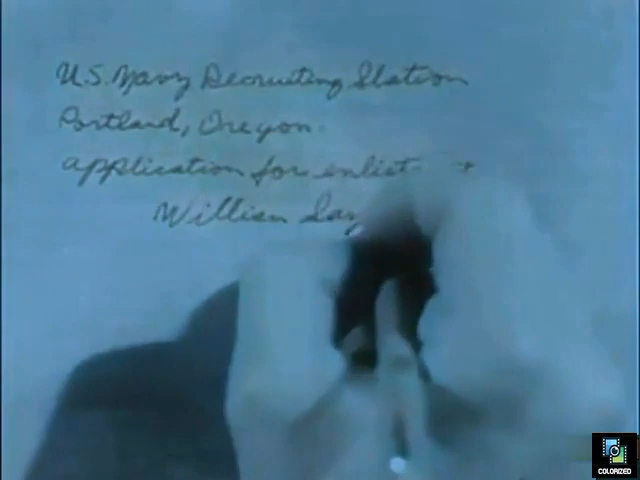 U.S. Navy Recruiting Station
Portland, Oregon.
application for enlist
William
COLORIZED